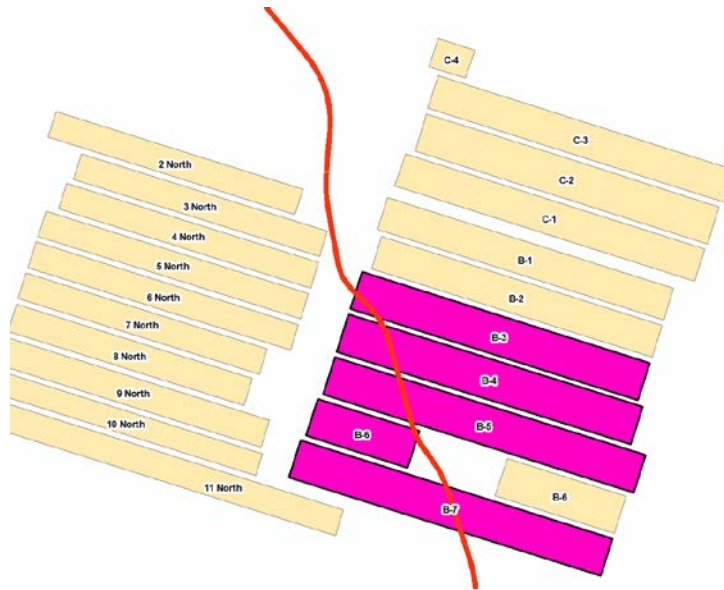 C-4
C-3
C-2
C-1
B-1
B-2
B-3
B-4
B-5
B-6
B-6
B-7
2 North
3 North
4 North
5 North
6 North
7 North
8 North
9 North
10 North
11 North